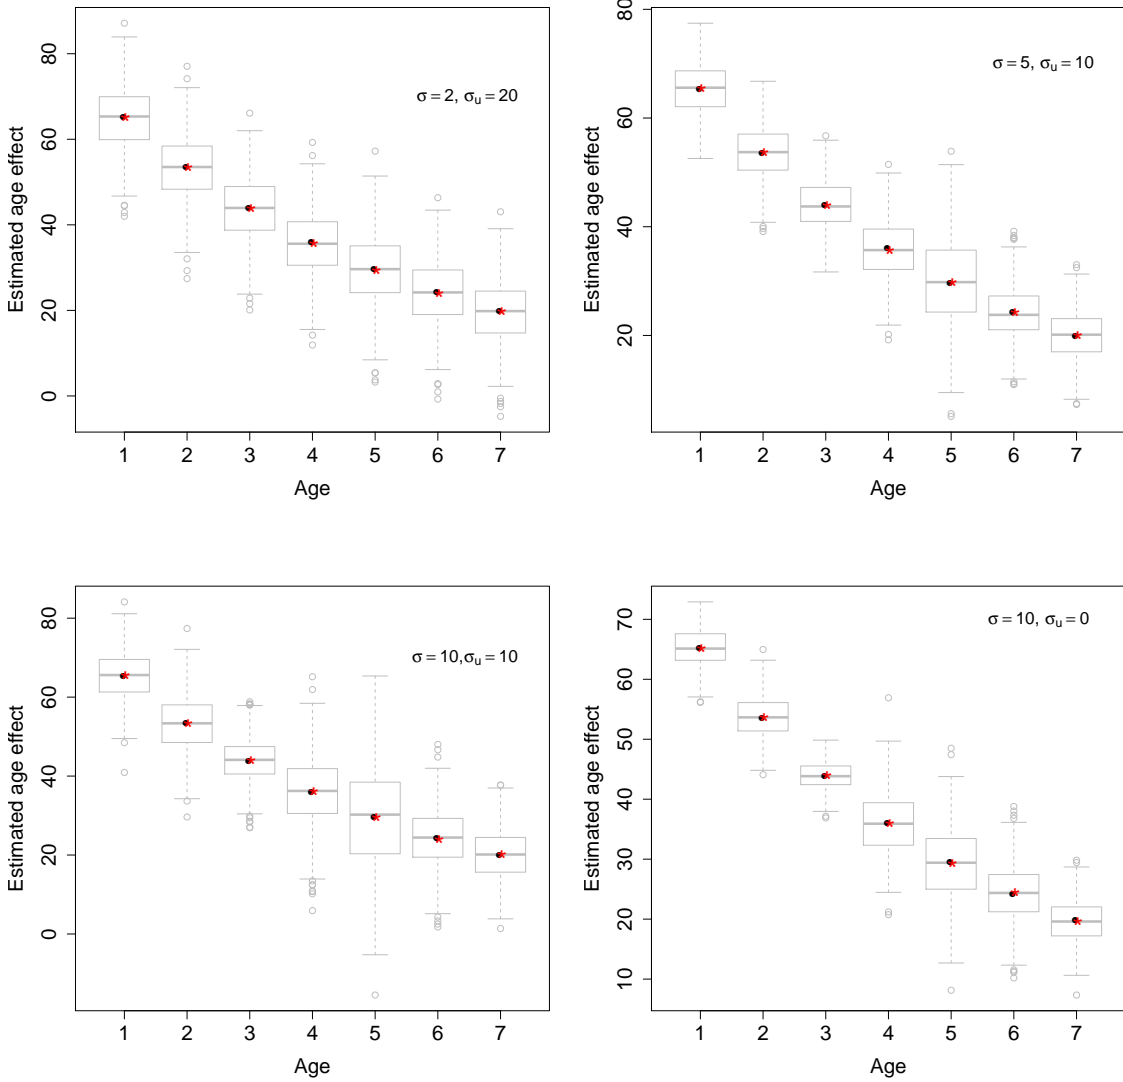 80
60
40
20
0
Estimated age effect
σ = 2, σu = 20
1 2 3 4 5 6 7
Age
80
60
40
20
Estimated age effect
σ = 5, σu = 10
1 2 3 4 5 6 7
Age
80
60
40
20
0
Estimated age effect
σ = 10,σu = 10
1 2 3 4 5 6 7
Age
70
60
50
40
30
20
10
Estimated age effect
σ = 10, σu = 0
1 2 3 4 5 6 7
Age